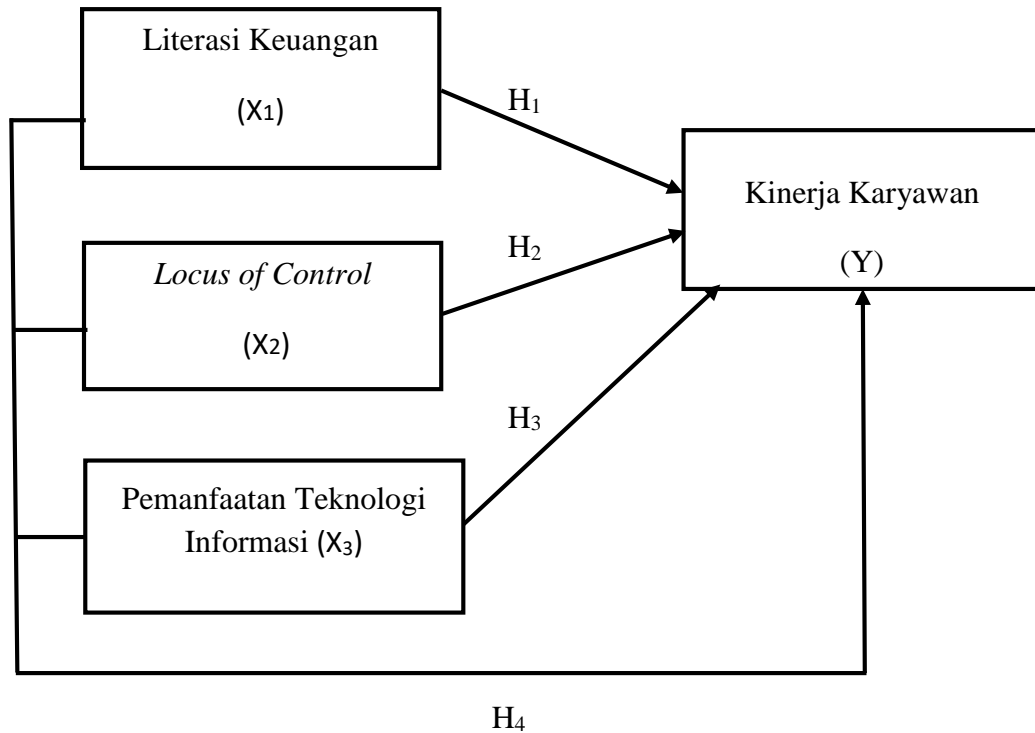 Literasi Keuangan
(X1)
H1
Kinerja Karyawan
(Y)
Locus of Control
(X2)
H2
H3
Pemanfaatan Teknologi
Informasi (X3)
H4